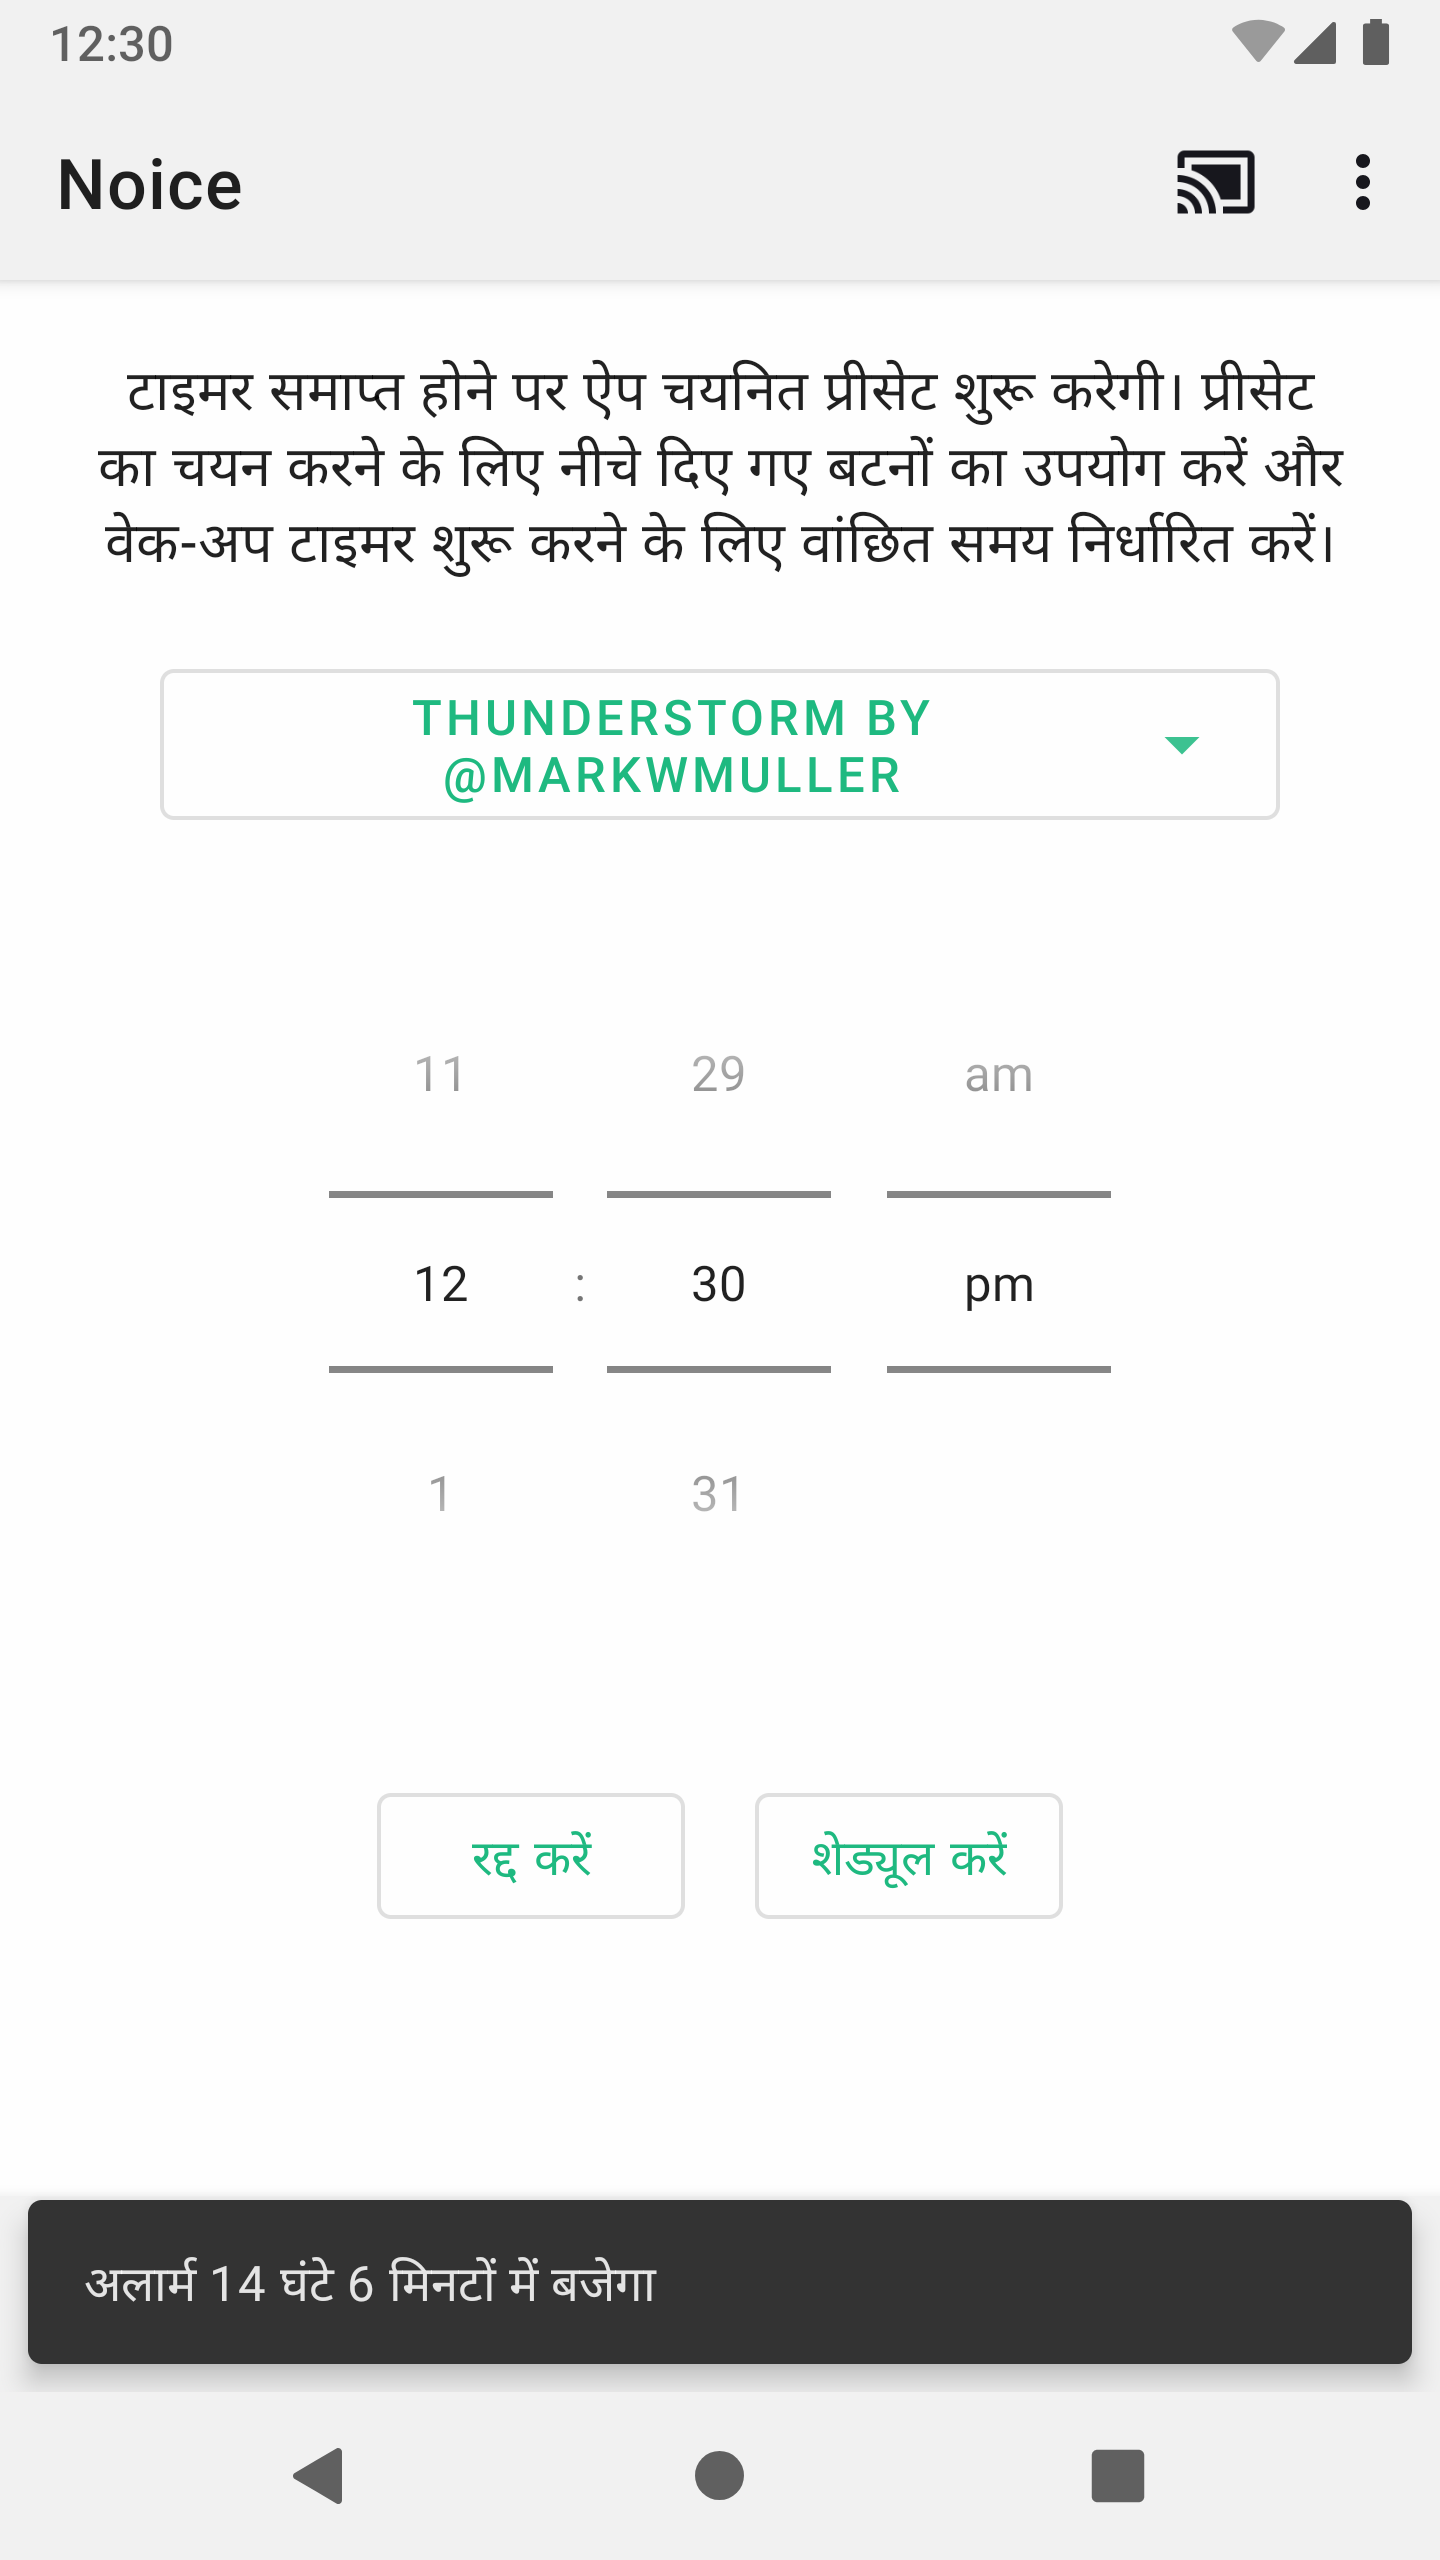 12:30
Noice
टाइमर समाप्त होने पर ऐप चयनित प्रीसेट शुरू करेगी। प्रीसेट
का चयन करने के लिए नीचे दिए गए बटनों का उपयोग करें और
वेक-अप टाइमर शुरू करने के लिए वांछित समय निर्धारित करें।
THUNDERSTORM BY
@MARKWMULLER
11 29 am
12 : 30 pm
1 31
रद्द करें शेड्यूल करें
अलार्म 14 घंटे 6 मिनटों में बजेगा